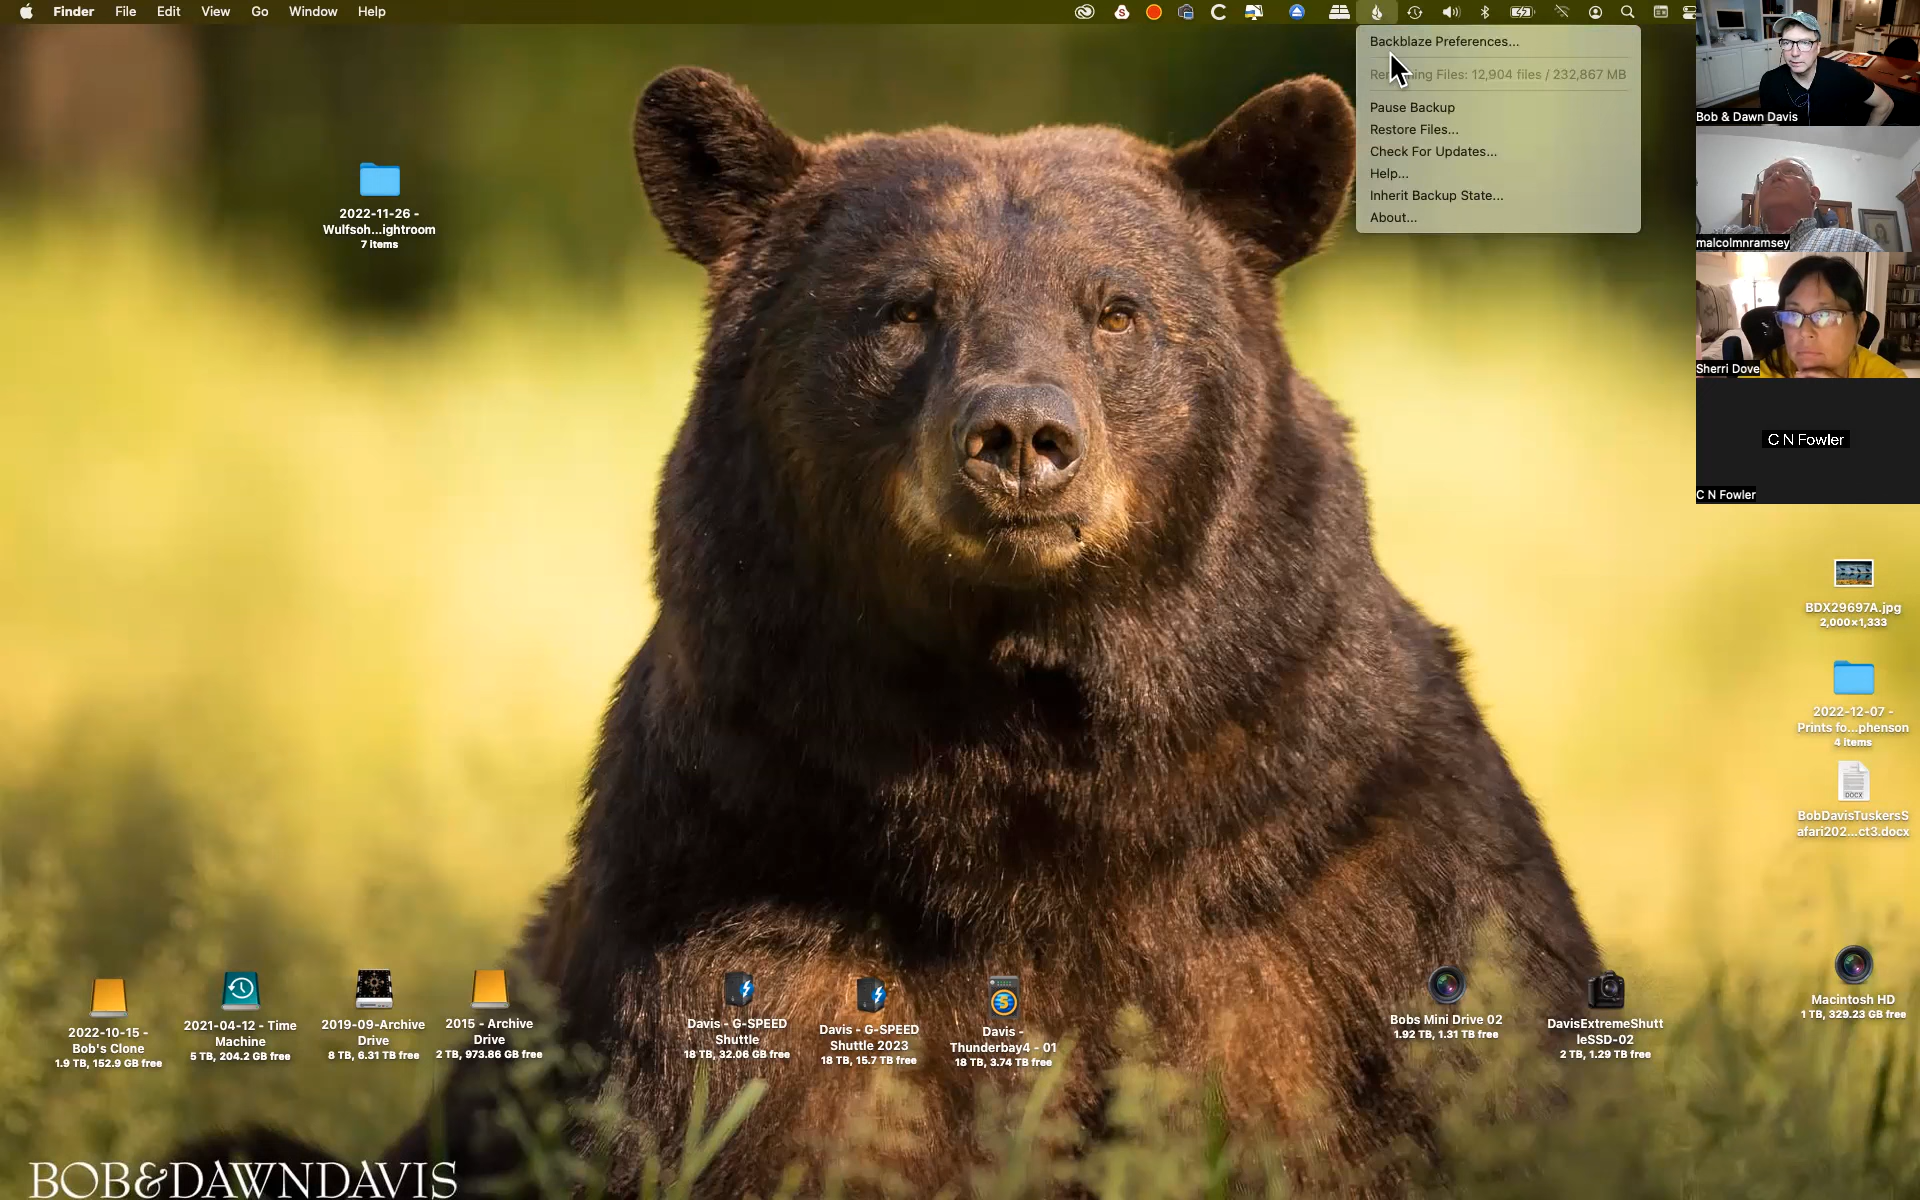 Finder File Edit View Go Window Help
Backblaze Preferences...
ing Files: 12,904 files / 232,867 MB
Pause Backup
Restore Files...
Check For Updates...
Help...
Inherit Backup State...
About...
Bob & Dawn Davis
malcolmnramsey
Sherri Dove
C N Fowler
C N Fowler
2022-11-26 -
Wulfsoh...ightroom
7 items
BDX29697A.jpg
2,000×1,333
2022-12-07 -
Prints fo...phenson
4 items
DOCX
BobDavisTuskersS
afari202...ct3.docx
Macintosh HD
1 TB, 329.23 GB free
2022-10-15 -
Bob's Clone
1.9 TB, 152.9 GB free
2021-04-12 - Time
Machine
5 TB, 204.2 GB free
2019-09-Archive
Drive
8 TB, 6.31 TB free
2015 - Archive
Drive
2 TB, 973.86 GB free
Davis - G-SPEED
Shuttle
18 TB, 32.06 GB free
Davis - G-SPEED
Shuttle 2023
18 TB, 15.7 TB free
5
Davis -
Thunderbay4 - 01
18 TB, 3.74 TB free
Bobs Mini Drive 02
1.92 TB, 1.31 TB free
DavisExtremeShutt
leSSD-02
2 TB, 1.29 TB free
BOB&DAWNDAVIS